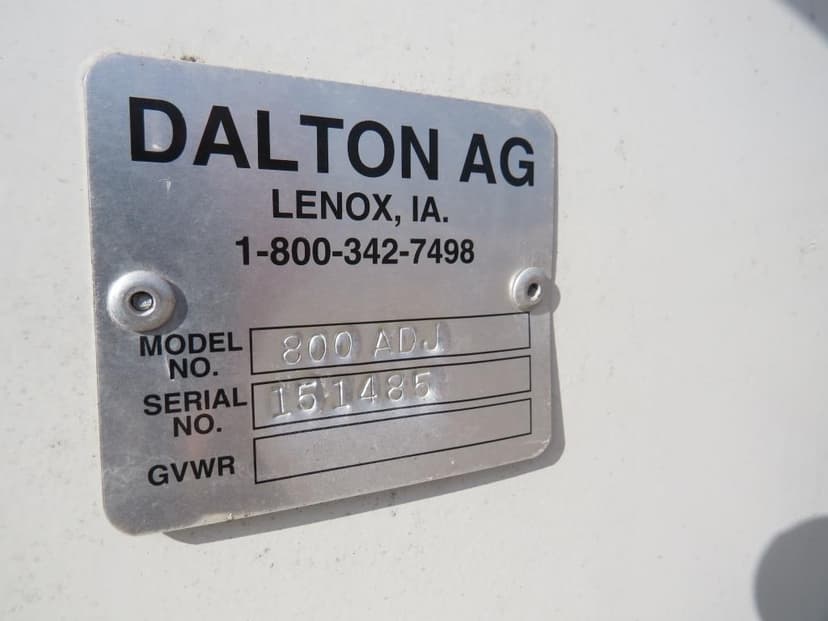 DALTON AG
LENOX, IA.
1-800-342-7498
MODEL NO. 800 ADJ
SERIAL NO. 151485
GVWR